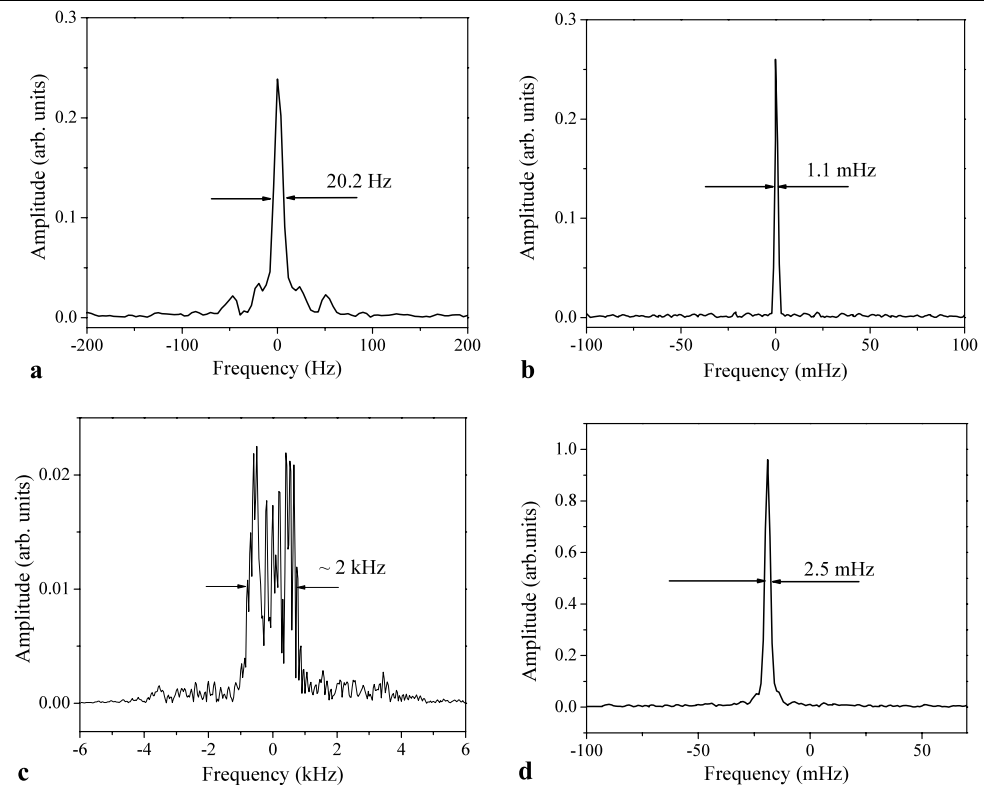 0.3
0.2
0.1
0.0
Amplitude (arb. units)
20.2 Hz
-200 -100 0 100 200
Frequency (Hz)
a
0.3
0.2
0.1
0.0
Amplitude (arb. units)
1.1 mHz
-100 -50 0 50 100
Frequency (mHz)
b
0.02
0.01
0.00
Amplitude (arb. units)
~ 2 kHz
-6 -4 -2 0 2 4 6
Frequency (kHz)
c
1.0
0.8
0.6
0.4
0.2
0.0
Amplitude (arb.units)
2.5 mHz
-100 -50 0 50
Frequency (mHz)
d